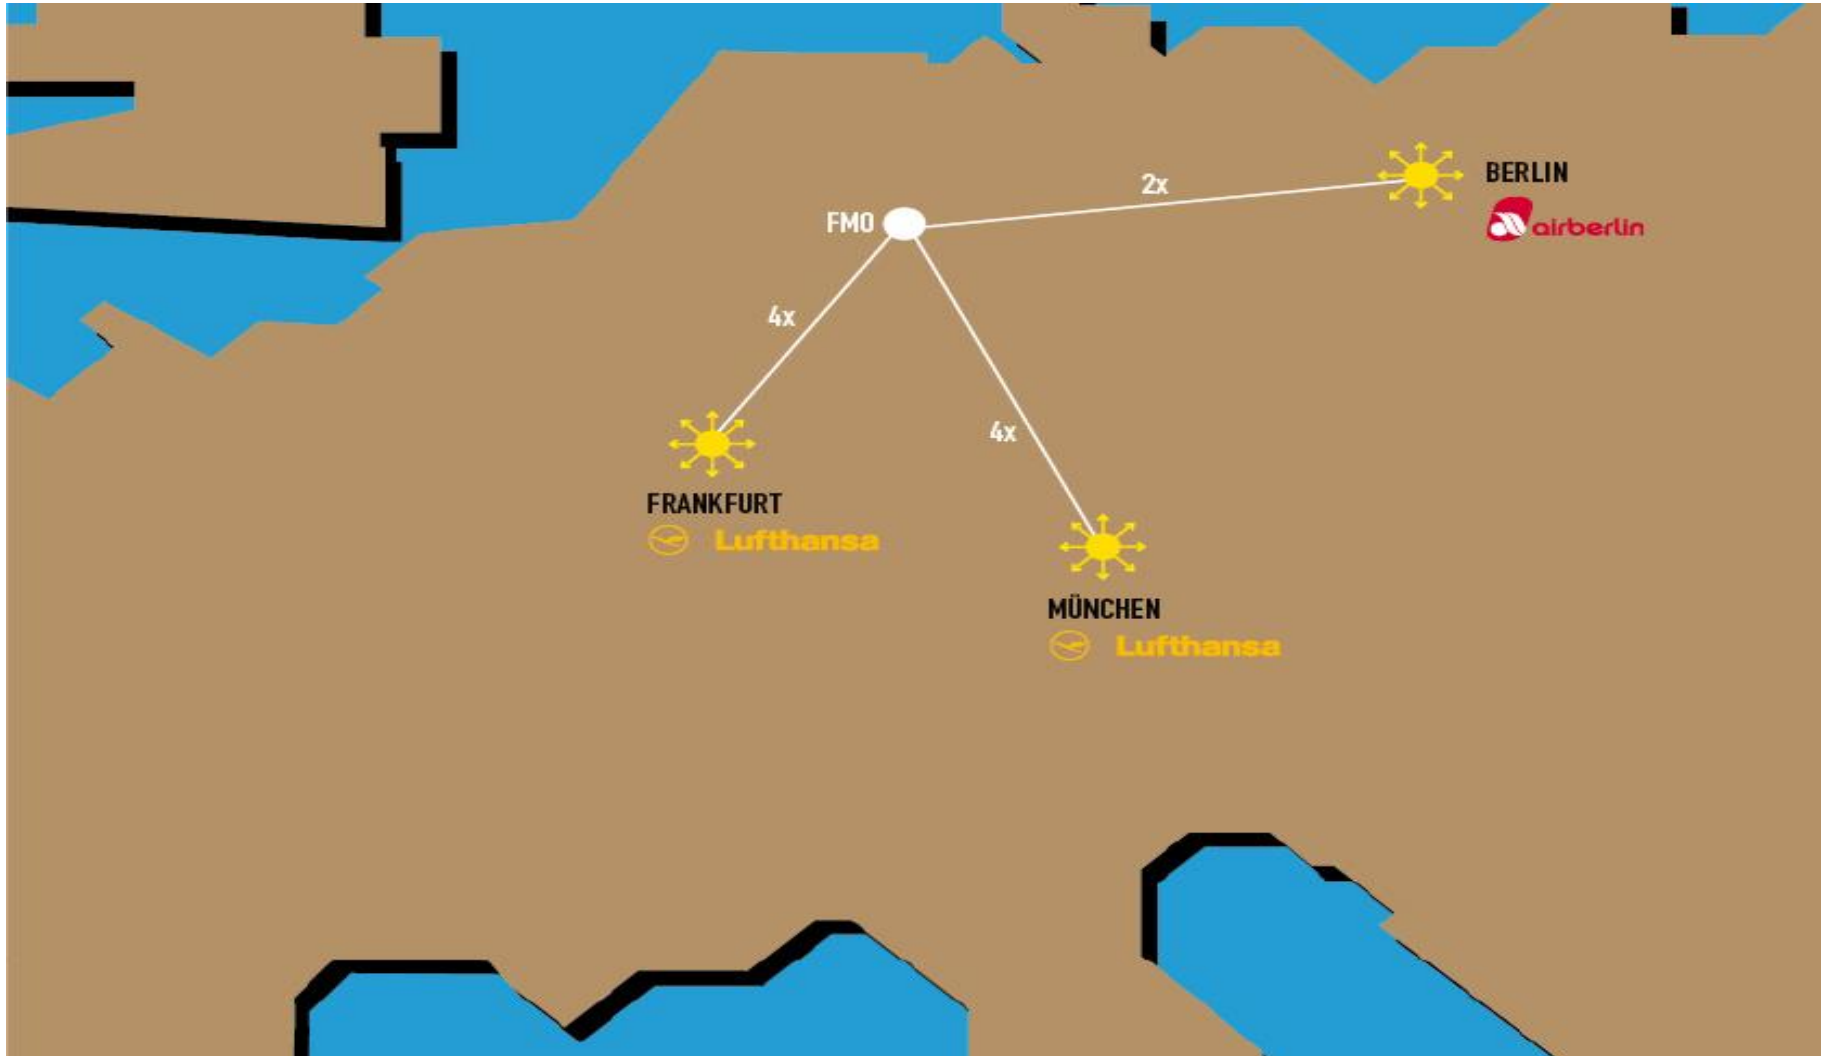 BERLIN
airberlin
2x
FMO
4x
4x
FRANKFURT
Lufthansa
MÜNCHEN
Lufthansa